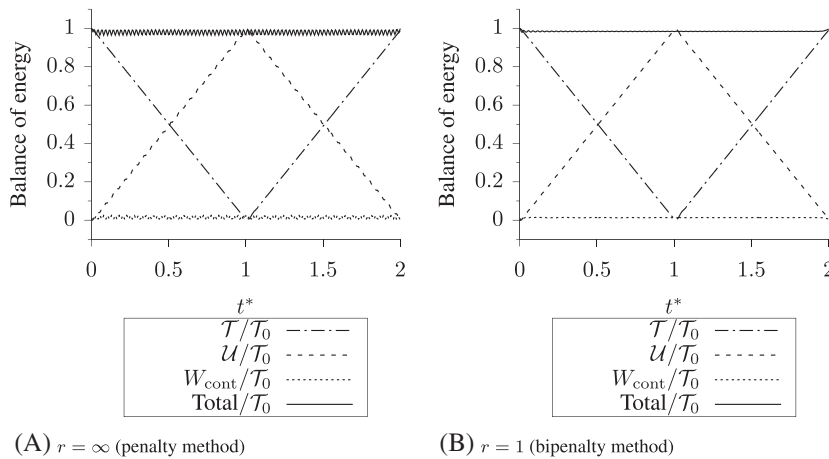 Balance of energy
1
0.8
0.6
0.4
0.2
0
0 0.5 1 1.5 2
t*
𝒯/𝒯₀
𝒰/𝒯₀
W_cont/𝒯₀
Total/𝒯₀
(A) r = ∞ (penalty method)
Balance of energy
1
0.8
0.6
0.4
0.2
0
0 0.5 1 1.5 2
t*
𝒯/𝒯₀
𝒰/𝒯₀
W_cont/𝒯₀
Total/𝒯₀
(B) r = 1 (bipenalty method)